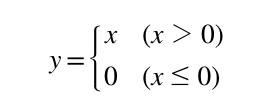 y = { x (x > 0)
0 (x ≤ 0)